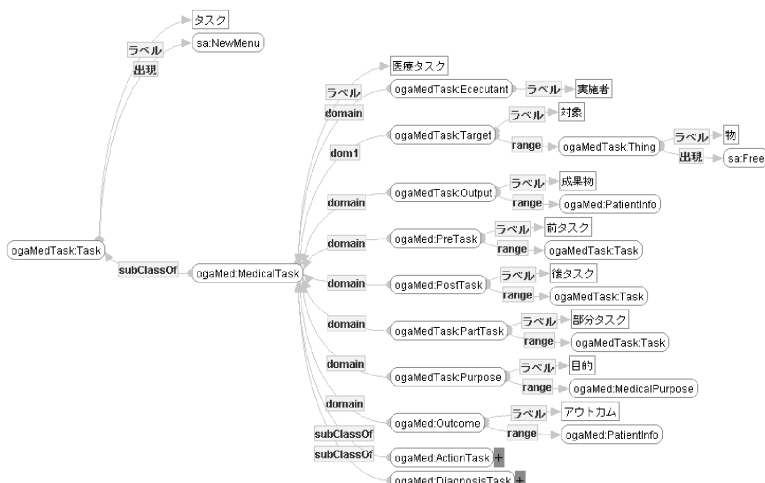 タスク
ラベル
sa:NewMenu
出現
医療タスク
ラベル
ogaMedTask:Ececutant
ラベル
実施者
domain
ogaMedTask:Target
ラベル
対象
dom1
range
ogaMedTask:Thing
ラベル
物
出現
sa:Free
ogaMedTask:Output
ラベル
成果物
domain
range
ogaMed:PatientInfo
ogaMedTask:Task
subClassOf
ogaMed:MedicalTask
domain
ogaMed:PreTask
ラベル
前タスク
range
ogaMedTask:Task
domain
ogaMed:PostTask
ラベル
後タスク
range
ogaMedTask:Task
domain
ogaMedTask:PartTask
ラベル
部分タスク
range
ogaMedTask:Task
domain
ogaMedTask:Purpose
ラベル
目的
range
ogaMed:MedicalPurpose
domain
ogaMed:Outcome
ラベル
アウトカム
range
ogaMed:PatientInfo
subClassOf
ogaMed:ActionTask
+
subClassOf
ogaMed:DiagnosisTask
+